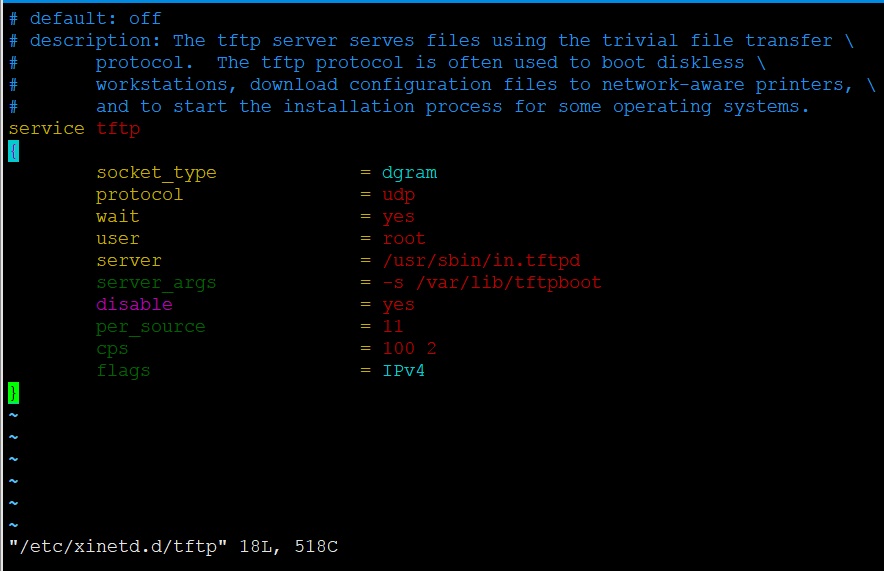 # default: off
# description: The tftp server serves files using the trivial file transfer \
#       protocol.  The tftp protocol is often used to boot diskless \
#       workstations, download configuration files to network-aware printers, \
#       and to start the installation process for some operating systems.
service tftp
{
        socket_type             = dgram
        protocol                = udp
        wait                    = yes
        user                    = root
        server                  = /usr/sbin/in.tftpd
        server_args             = -s /var/lib/tftpboot
        disable                 = yes
        per_source              = 11
        cps                     = 100 2
        flags                   = IPv4
}
~
~
~
~
~
~
"/etc/xinetd.d/tftp" 18L, 518C